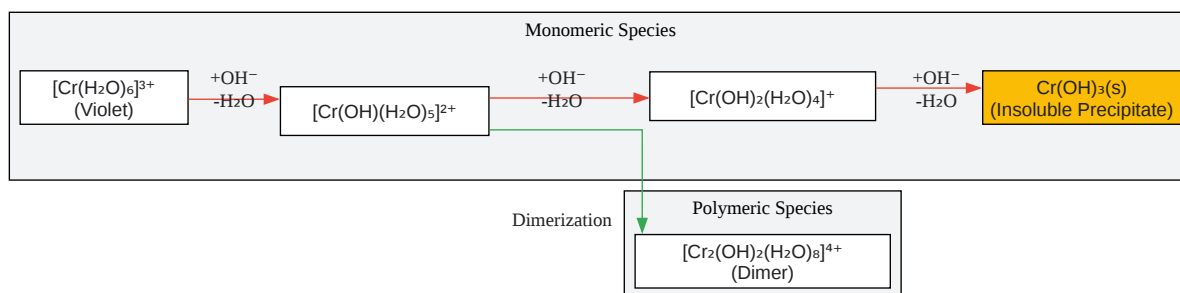 Monomeric Species
[Cr(H₂O)₆]³⁺
(Violet)
+OH⁻
-H₂O
[Cr(OH)(H₂O)₅]²⁺
+OH⁻
-H₂O
[Cr(OH)₂(H₂O)₄]⁺
+OH⁻
-H₂O
Cr(OH)₃(s)
(Insoluble Precipitate)
Dimerization
Polymeric Species
[Cr₂(OH)₂(H₂O)₈]⁴⁺
(Dimer)